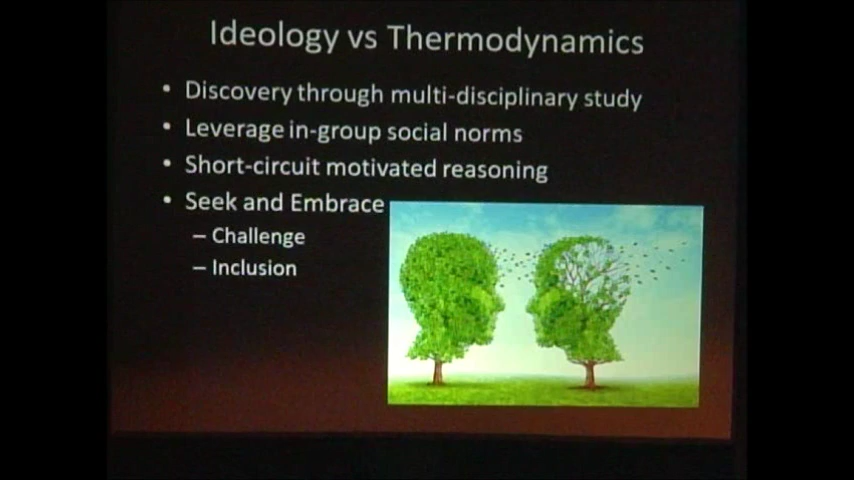 Ideology vs Thermodynamics
• Discovery through multi-disciplinary study
• Leverage in-group social norms
• Short-circuit motivated reasoning
• Seek and Embrace
– Challenge
– Inclusion